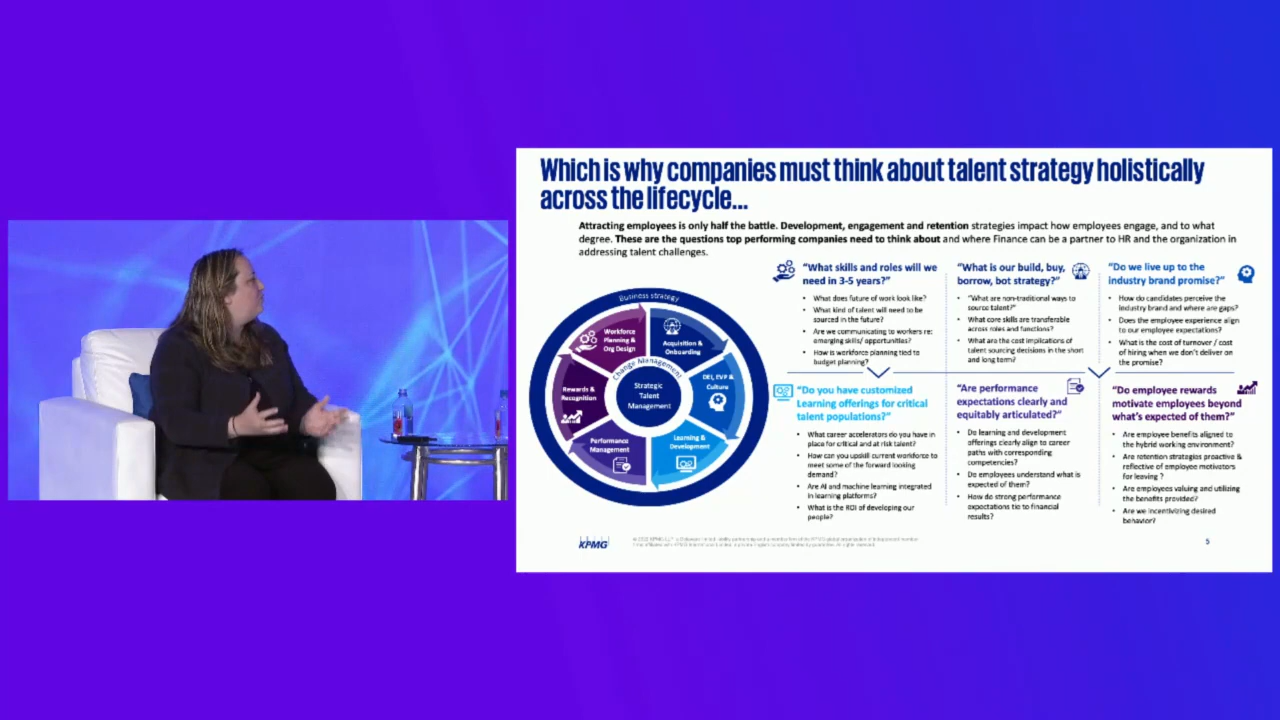 Which is why companies must think about talent strategy holistically
across the lifecycle...
Attracting employees is only half the battle. Development, engagement and retention strategies impact how employees engage, and to what
degree. These are the questions top performing companies need to think about and where Finance can be a partner to HR and the organization in
addressing talent challenges.
Business strategy
Workforce
Planning &
Org Design
Acquisition &
Onboarding
DEI, EVP &
Culture
Learning &
Development
Performance
Management
Rewards &
Recognition
Change Management
Strategic
Talent
Management
"What skills and roles will we
need in 3-5 years?"
• What does future of work look like?
• What kind of talent will need to be
sourced in the future?
• Are we communicating to workers re:
emerging skills/ opportunities?
• How is workforce planning tied to
budget planning?
"What is our build, buy,
borrow, bot strategy?"
• "What are non-traditional ways to
source talent?"
• What core skills are transferable
across roles and functions?
• What are the cost implications of
talent sourcing decisions in the short
and long term?
"Do we live up to the
industry brand promise?"
• How do candidates perceive the
industry brand and where are gaps?
• Does the employee experience align
to our employee expectations?
• What is the cost of turnover / cost
of hiring when we don't deliver on
the promise?
"Do you have customized
Learning offerings for critical
talent populations?"
• What career accelerators do you have in
place for critical and at risk talent?
• How can you upskill current workforce to
meet some of the forward looking
demand?
• Are AI and machine learning integrated
in learning platforms?
• What is the ROI of developing our
people?
"Are performance
expectations clearly and
equitably articulated?"
• Do learning and development
offerings clearly align to career
paths with corresponding
competencies?
• Do employees understand what is
expected of them?
• How do strong performance
expectations tie to financial
results?
"Do employee rewards
motivate employees beyond
what's expected of them?"
• Are employee benefits aligned to
the hybrid working environment?
• Are retention strategies proactive &
reflective of employee motivators
for leaving ?
• Are employees valuing and utilizing
the benefits provided?
• Are we incentivizing desired
behavior?
KPMG
5